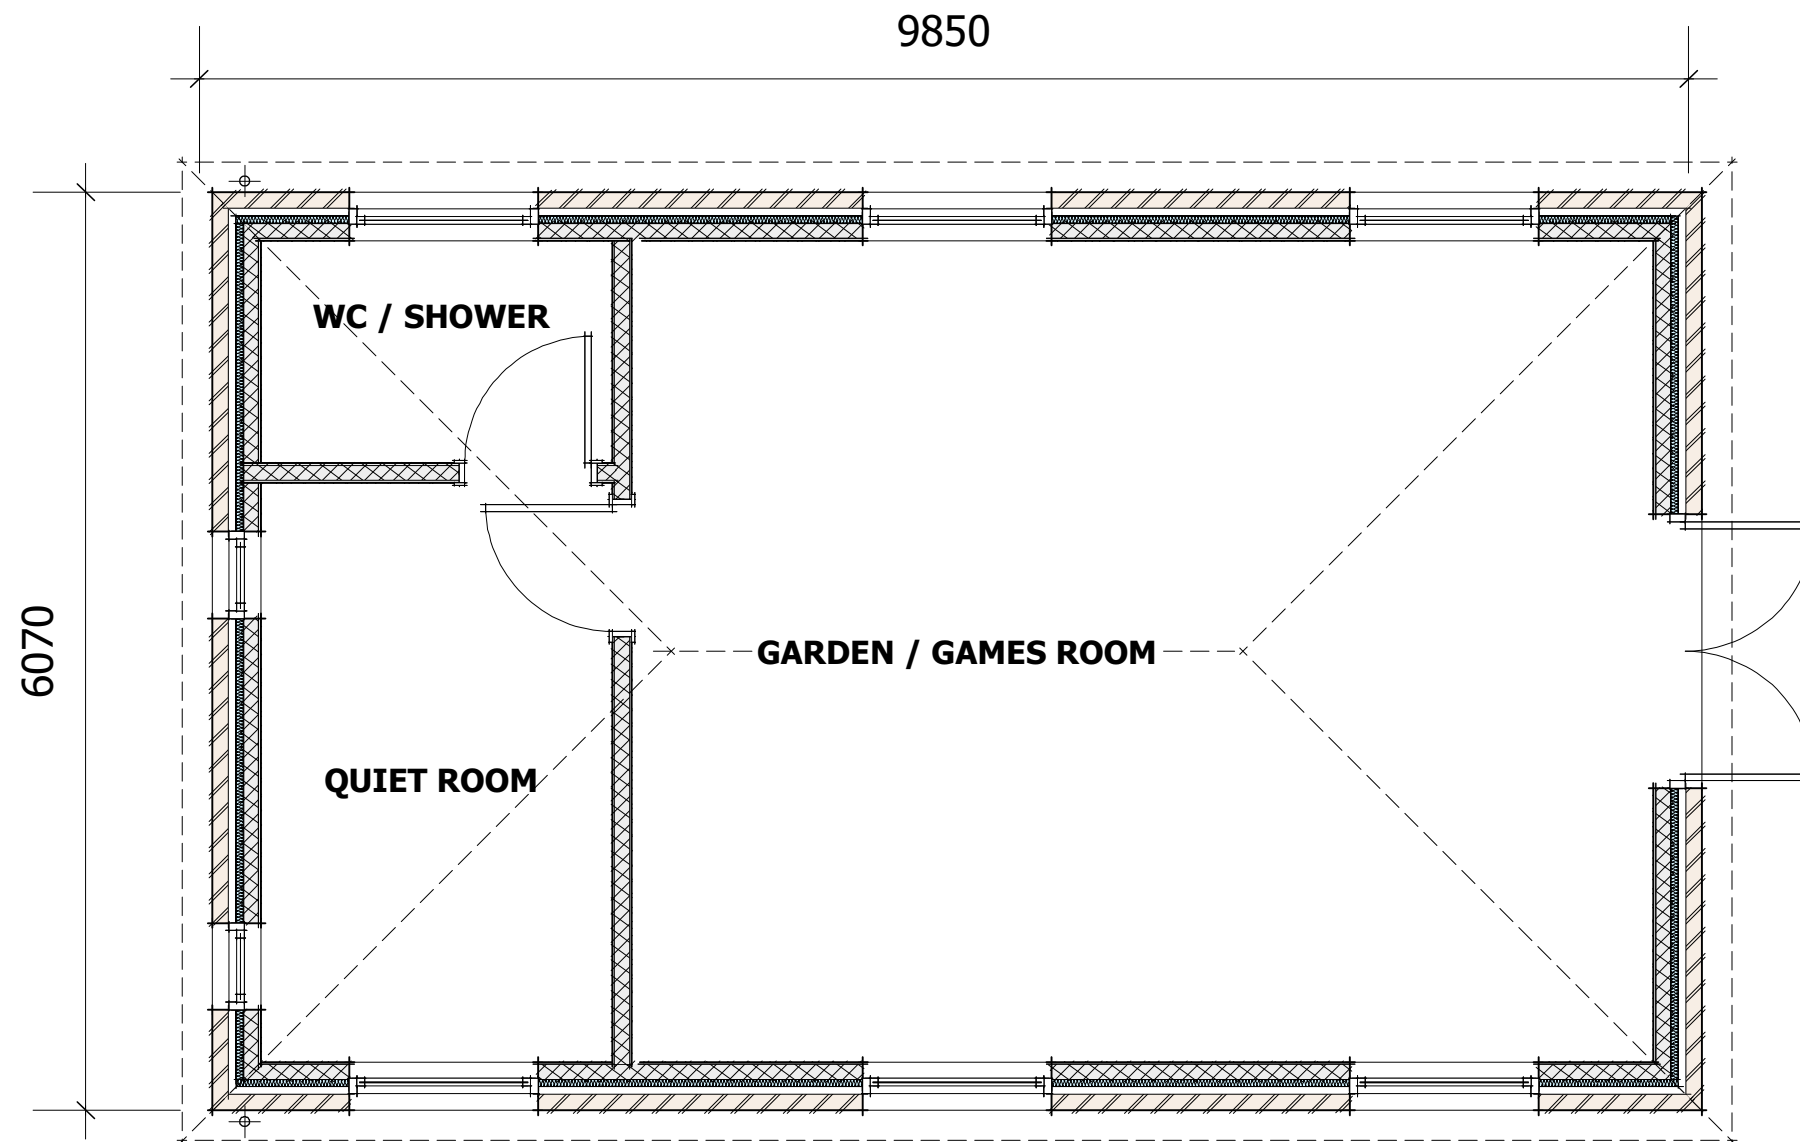 9850
WC / SHOWER
6070
GARDEN / GAMES ROOM
QUIET ROOM